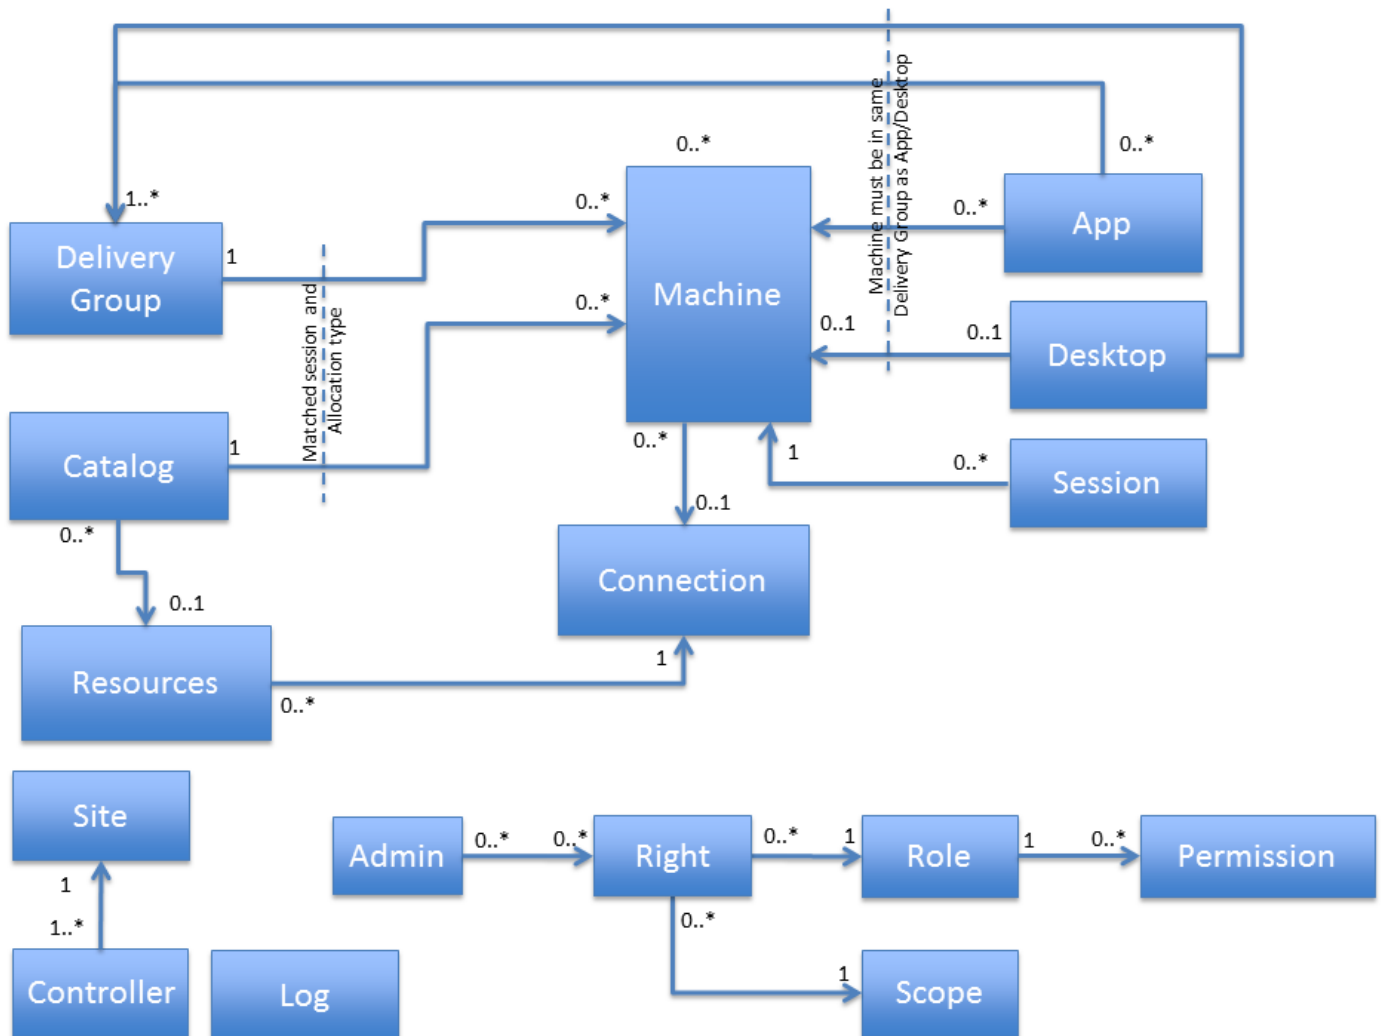 0..*
0..*
1..*
0..*
0..*
Delivery
Group
1
Machine
App
Machine must be in same
Delivery Group as App/Desktop
Matched session and
Allocation type
0..*
0..1
0..1
Desktop
Catalog
1
0..*
1
0..*
Session
0..*
0..1
Connection
0..1
Resources
1
0..*
Site
Admin
0..*
0..*
Right
0..*
1
Role
1
0..*
Permission
1
1..*
0..*
Controller
Log
1
Scope